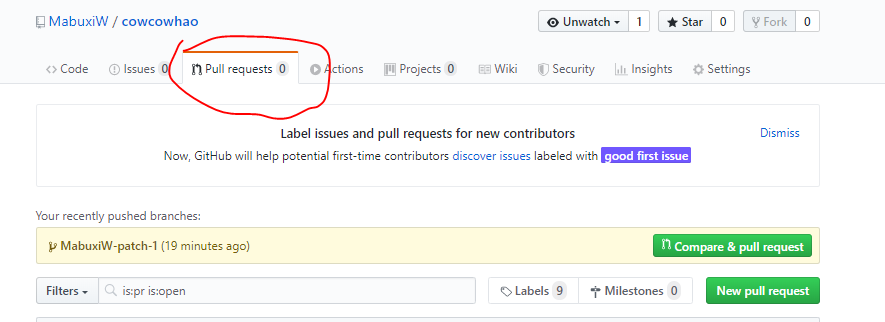 MabuxiW / cowcowhao
Unwatch 1 Star 0 Fork 0
Code Issues 0 Pull requests 0 Actions Projects 0 Wiki Security Insights Settings
Label issues and pull requests for new contributors
Dismiss
Now, GitHub will help potential first-time contributors discover issues labeled with good first issue
Your recently pushed branches:
MabuxiW-patch-1 (19 minutes ago)
Compare & pull request
Filters is:pr is:open Labels 9 Milestones 0 New pull request